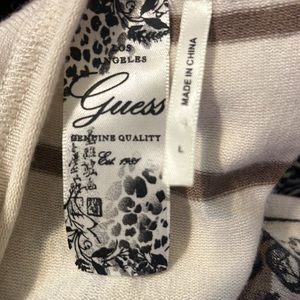 LOS
ANGELES
Guess
GENUINE QUALITY
Est. 1981
MADE IN CHINA
L